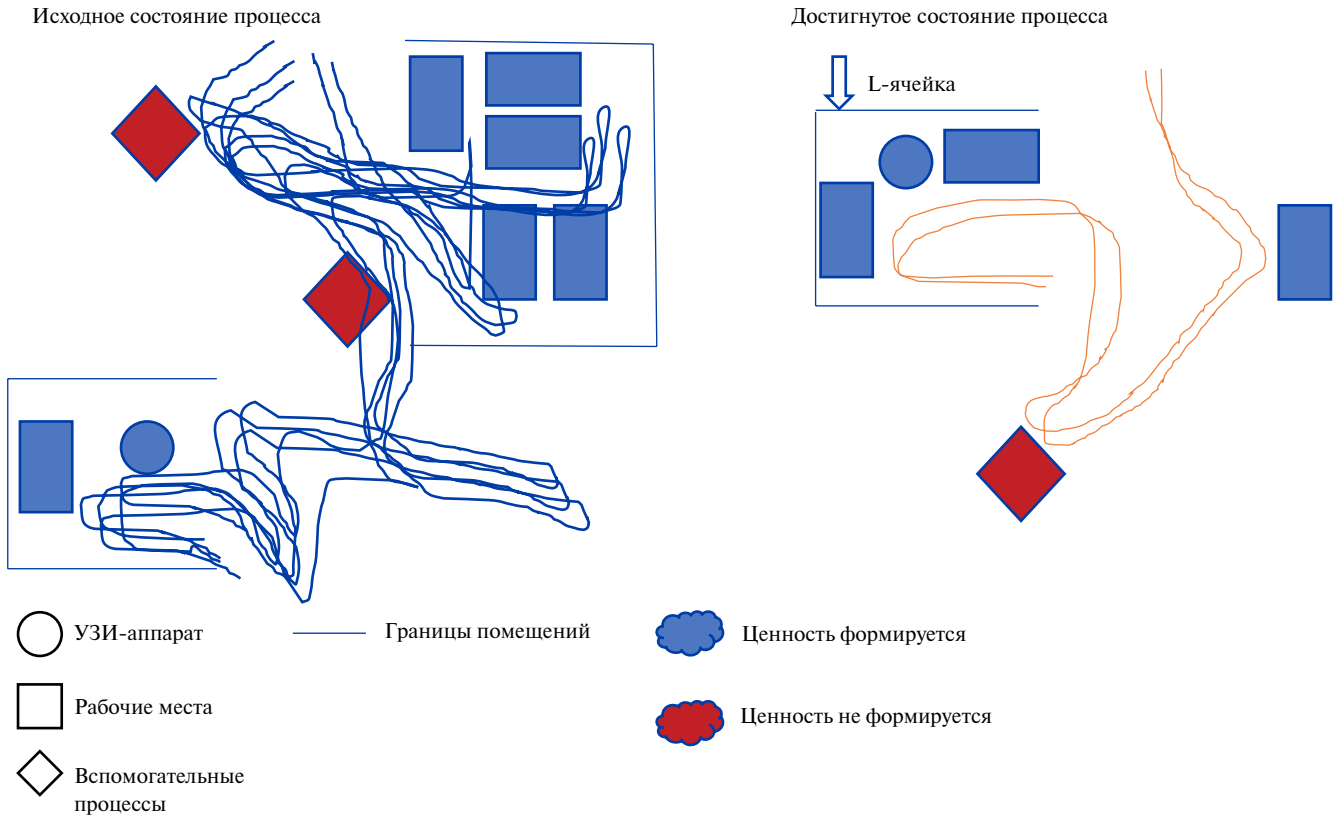 Исходное состояние процесса
Достигнутое состояние процесса
L-ячейка
УЗИ-аппарат
Границы помещений
Ценность формируется
Рабочие места
Ценность не формируется
Вспомогательные
процессы